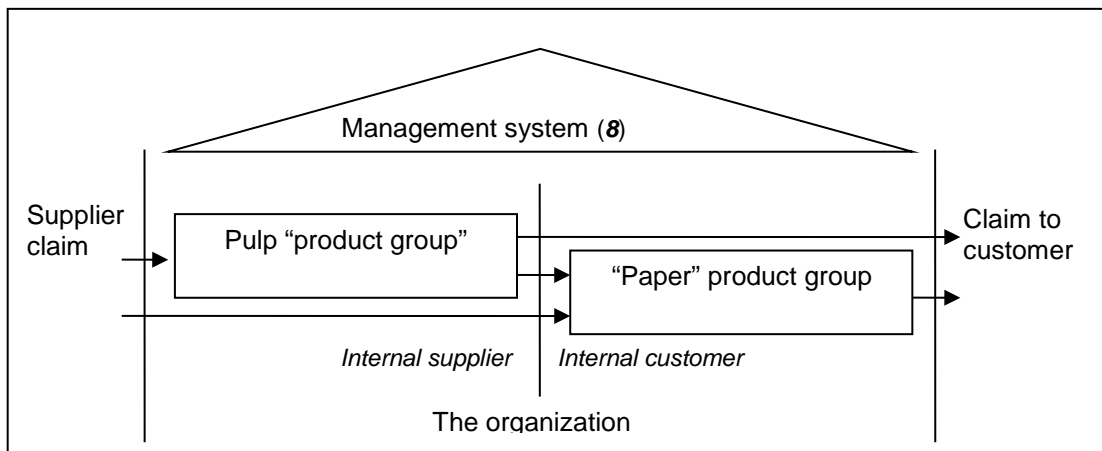 Management system (8)
Supplier
claim
Pulp “product group”
Claim to
customer
“Paper” product group
Internal supplier
Internal customer
The organization